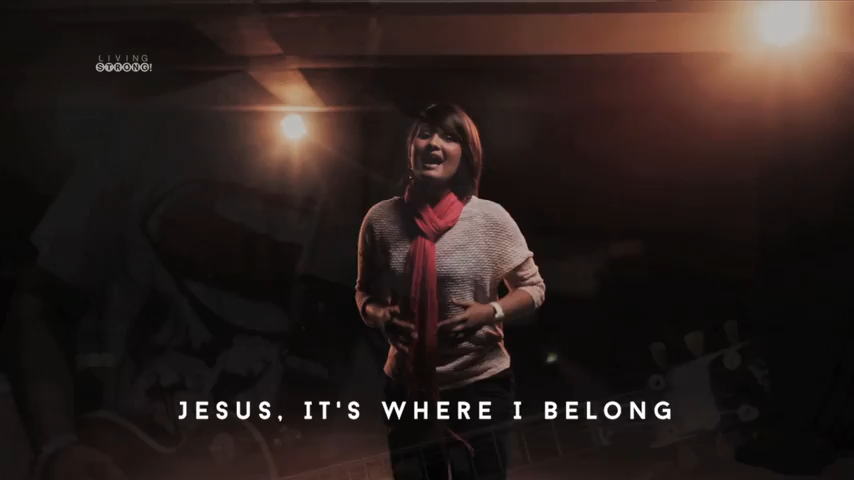 LIVING
STRONG!
JESUS, IT'S WHERE I BELONG